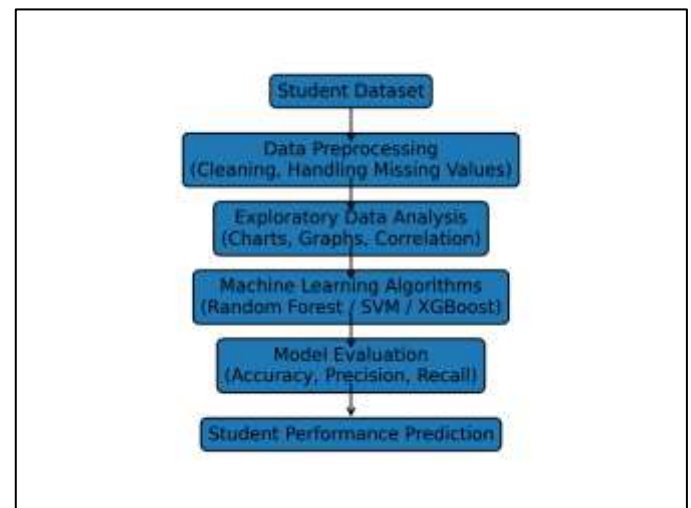 Student Dataset
Data Preprocessing
(Cleaning, Handling Missing Values)
Exploratory Data Analysis
(Charts, Graphs, Correlation)
Machine Learning Algorithms
(Random Forest / SVM / XGBoost)
Model Evaluation
(Accuracy, Precision, Recall)
Student Performance Prediction